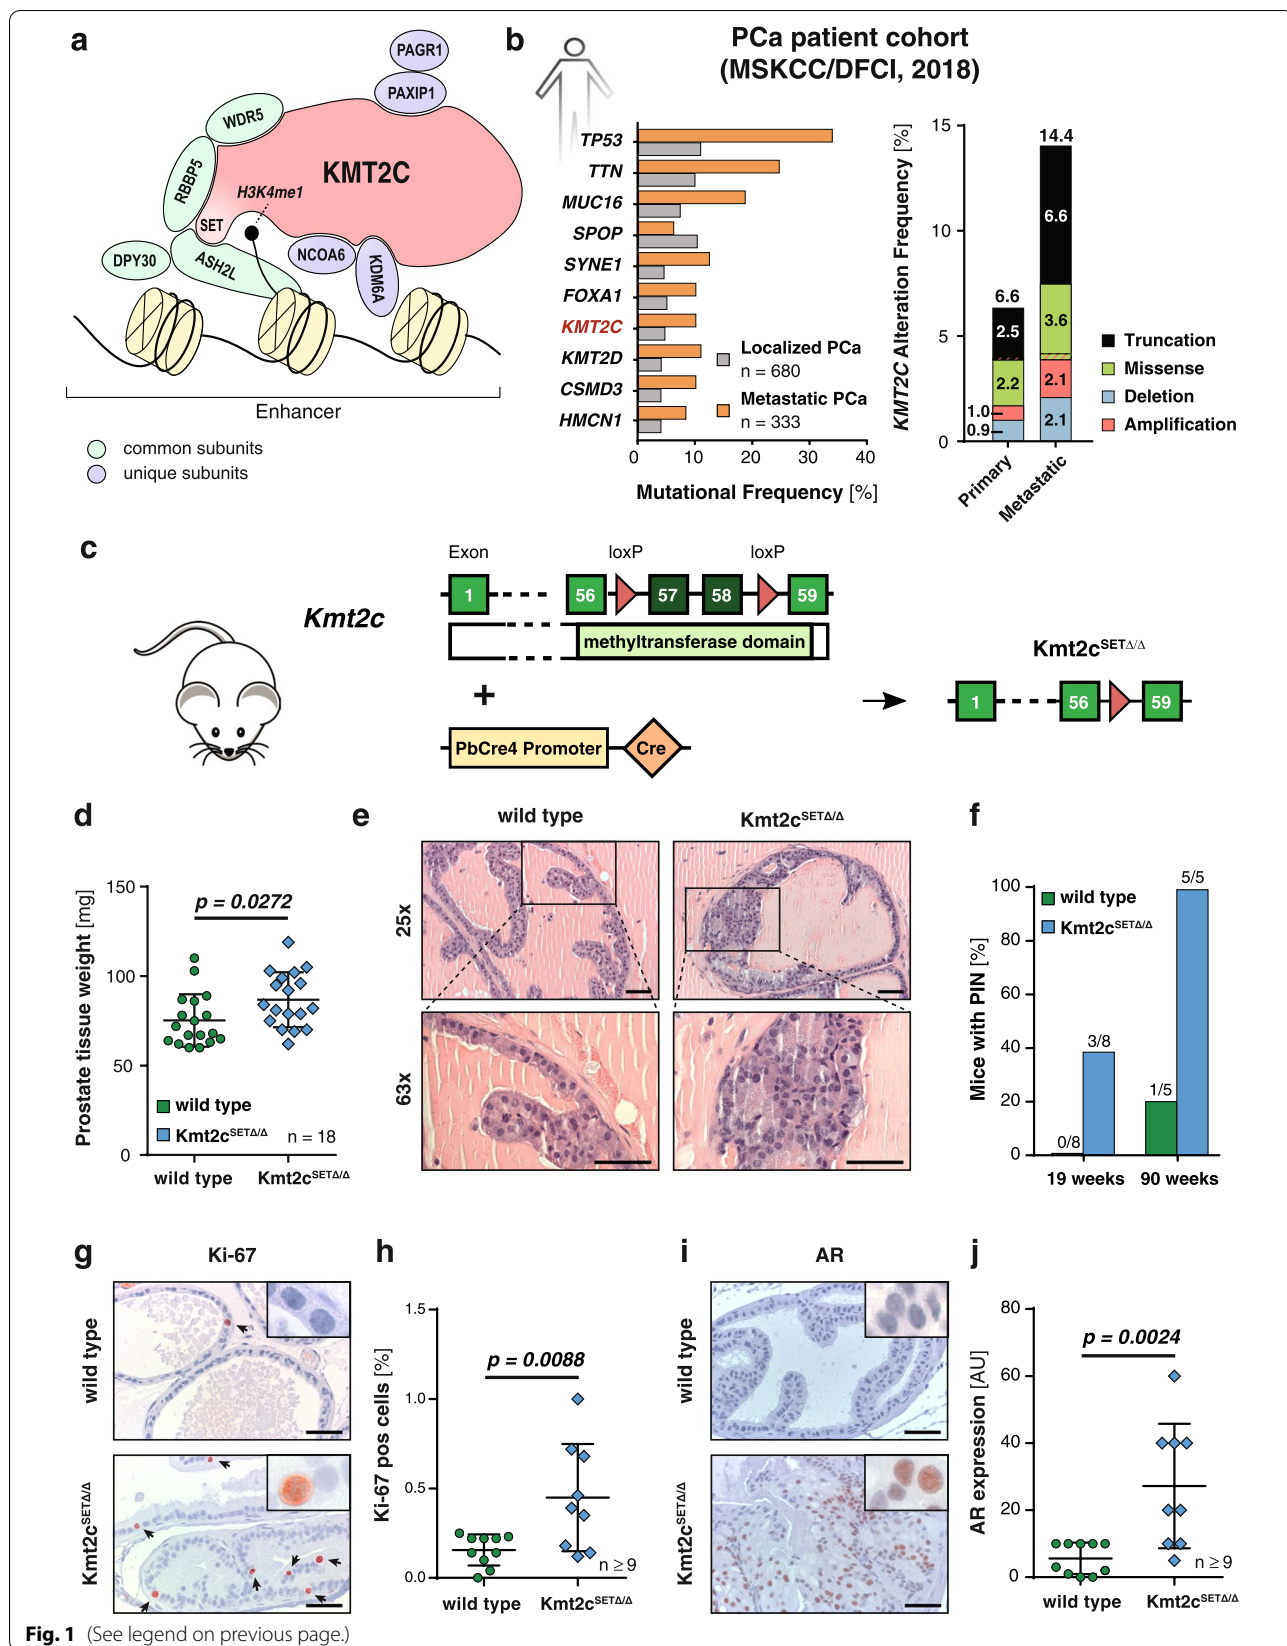 a
PAGR1
PAXIP1
WDR5
RBBP5
KMT2C
H3K4me1
SET
DPY30
ASH2L
NCOA6
KDM6A
Enhancer
common subunits
unique subunits
b
PCa patient cohort
(MSKCC/DFCI, 2018)
TP53
TTN
MUC16
SPOP
SYNE1
FOXA1
KMT2C
KMT2D
CSMD3
HMCN1
Localized PCa
n = 680
Metastatic PCa
n = 333
0 10 20 30 40
Mutational Frequency [%]
KMT2C Alteration Frequency [%]
15
10
5
0
14.4
6.6
3.6
2.1
2.1
6.6
2.5
2.2
1.0
0.9
Primary
Metastatic
Truncation
Missense
Deletion
Amplification
c
Kmt2c
Exon loxP loxP
1 56 57 58 59
methyltransferase domain
+
PbCre4 Promoter Cre
Kmt2cSETΔ/Δ
1 56 59
d
Prostate tissue weight [mg]
150
100
50
0
p = 0.0272
wild type
Kmt2cSETΔ/Δ n = 18
wild type Kmt2cSETΔ/Δ
e
wild type Kmt2cSETΔ/Δ
25x
63x
f
Mice with PIN [%]
100
80
60
40
20
0
wild type
Kmt2cSETΔ/Δ
0/8
3/8
1/5
5/5
19 weeks 90 weeks
g
Ki-67
wild type
Kmt2cSETΔ/Δ
h
Ki-67 pos cells [%]
1.5
1.0
0.5
0.0
p = 0.0088
n ≥ 9
wild type Kmt2cSETΔ/Δ
i
AR
wild type
Kmt2cSETΔ/Δ
j
AR expression [AU]
80
60
40
20
0
p = 0.0024
n ≥ 9
wild type Kmt2cSETΔ/Δ
Fig. 1 (See legend on previous page.)